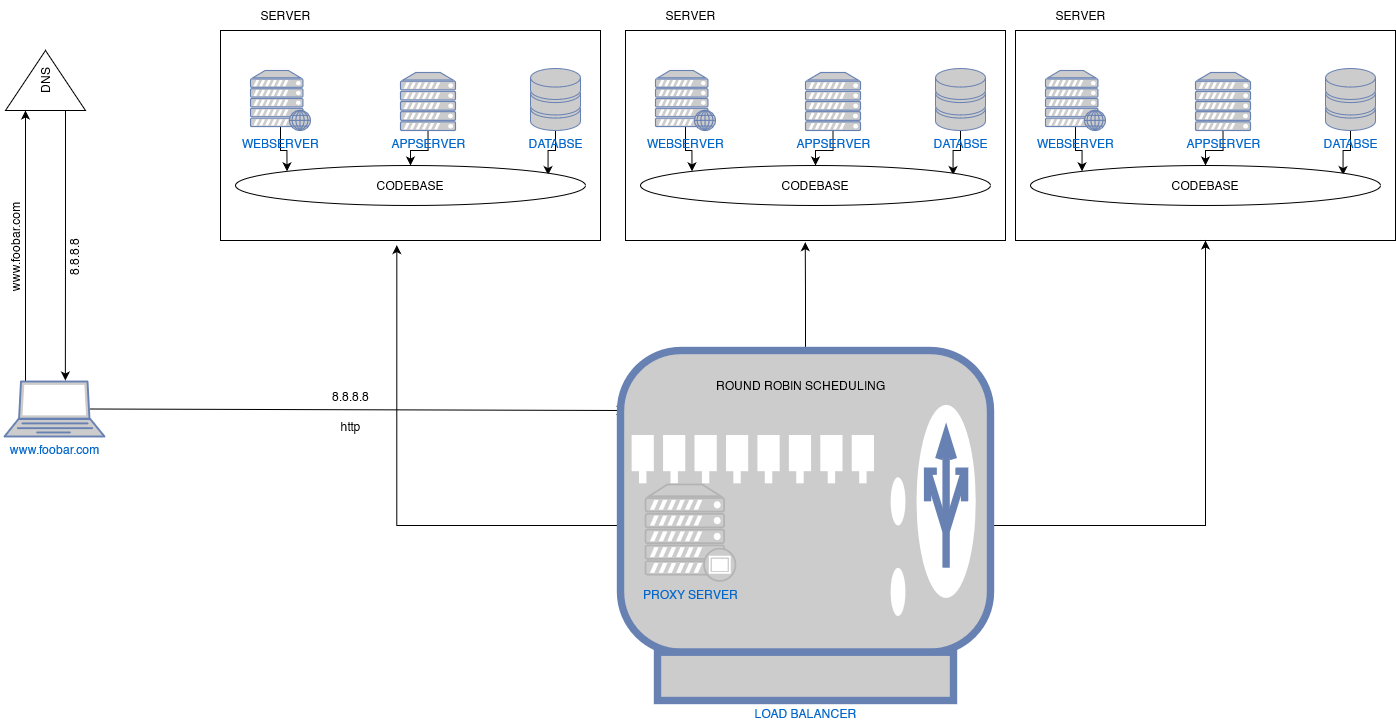 SERVER
SERVER
SERVER
DNS
WEBSERVER
APPSERVER
DATABSE
CODEBASE
WEBSERVER
APPSERVER
DATABSE
CODEBASE
WEBSERVER
APPSERVER
DATABSE
CODEBASE
www.foobar.com
8.8.8.8
www.foobar.com
8.8.8.8
http
ROUND ROBIN SCHEDULING
PROXY SERVER
LOAD BALANCER